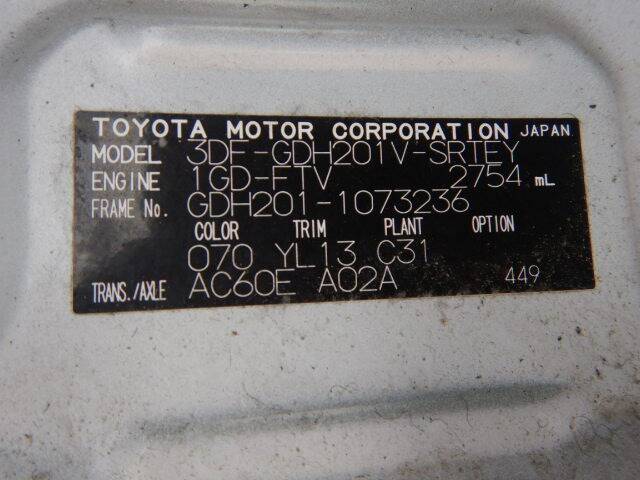 TOYOTA MOTOR CORPORATION JAPAN
MODEL 3DF-GDH201V-SRTEY
ENGINE 1GD-FTV 2754 mL
FRAME No. GDH201-1073236
COLOR TRIM PLANT OPTION
070 YL13 C31
TRANS./AXLE AC60E A02A 449